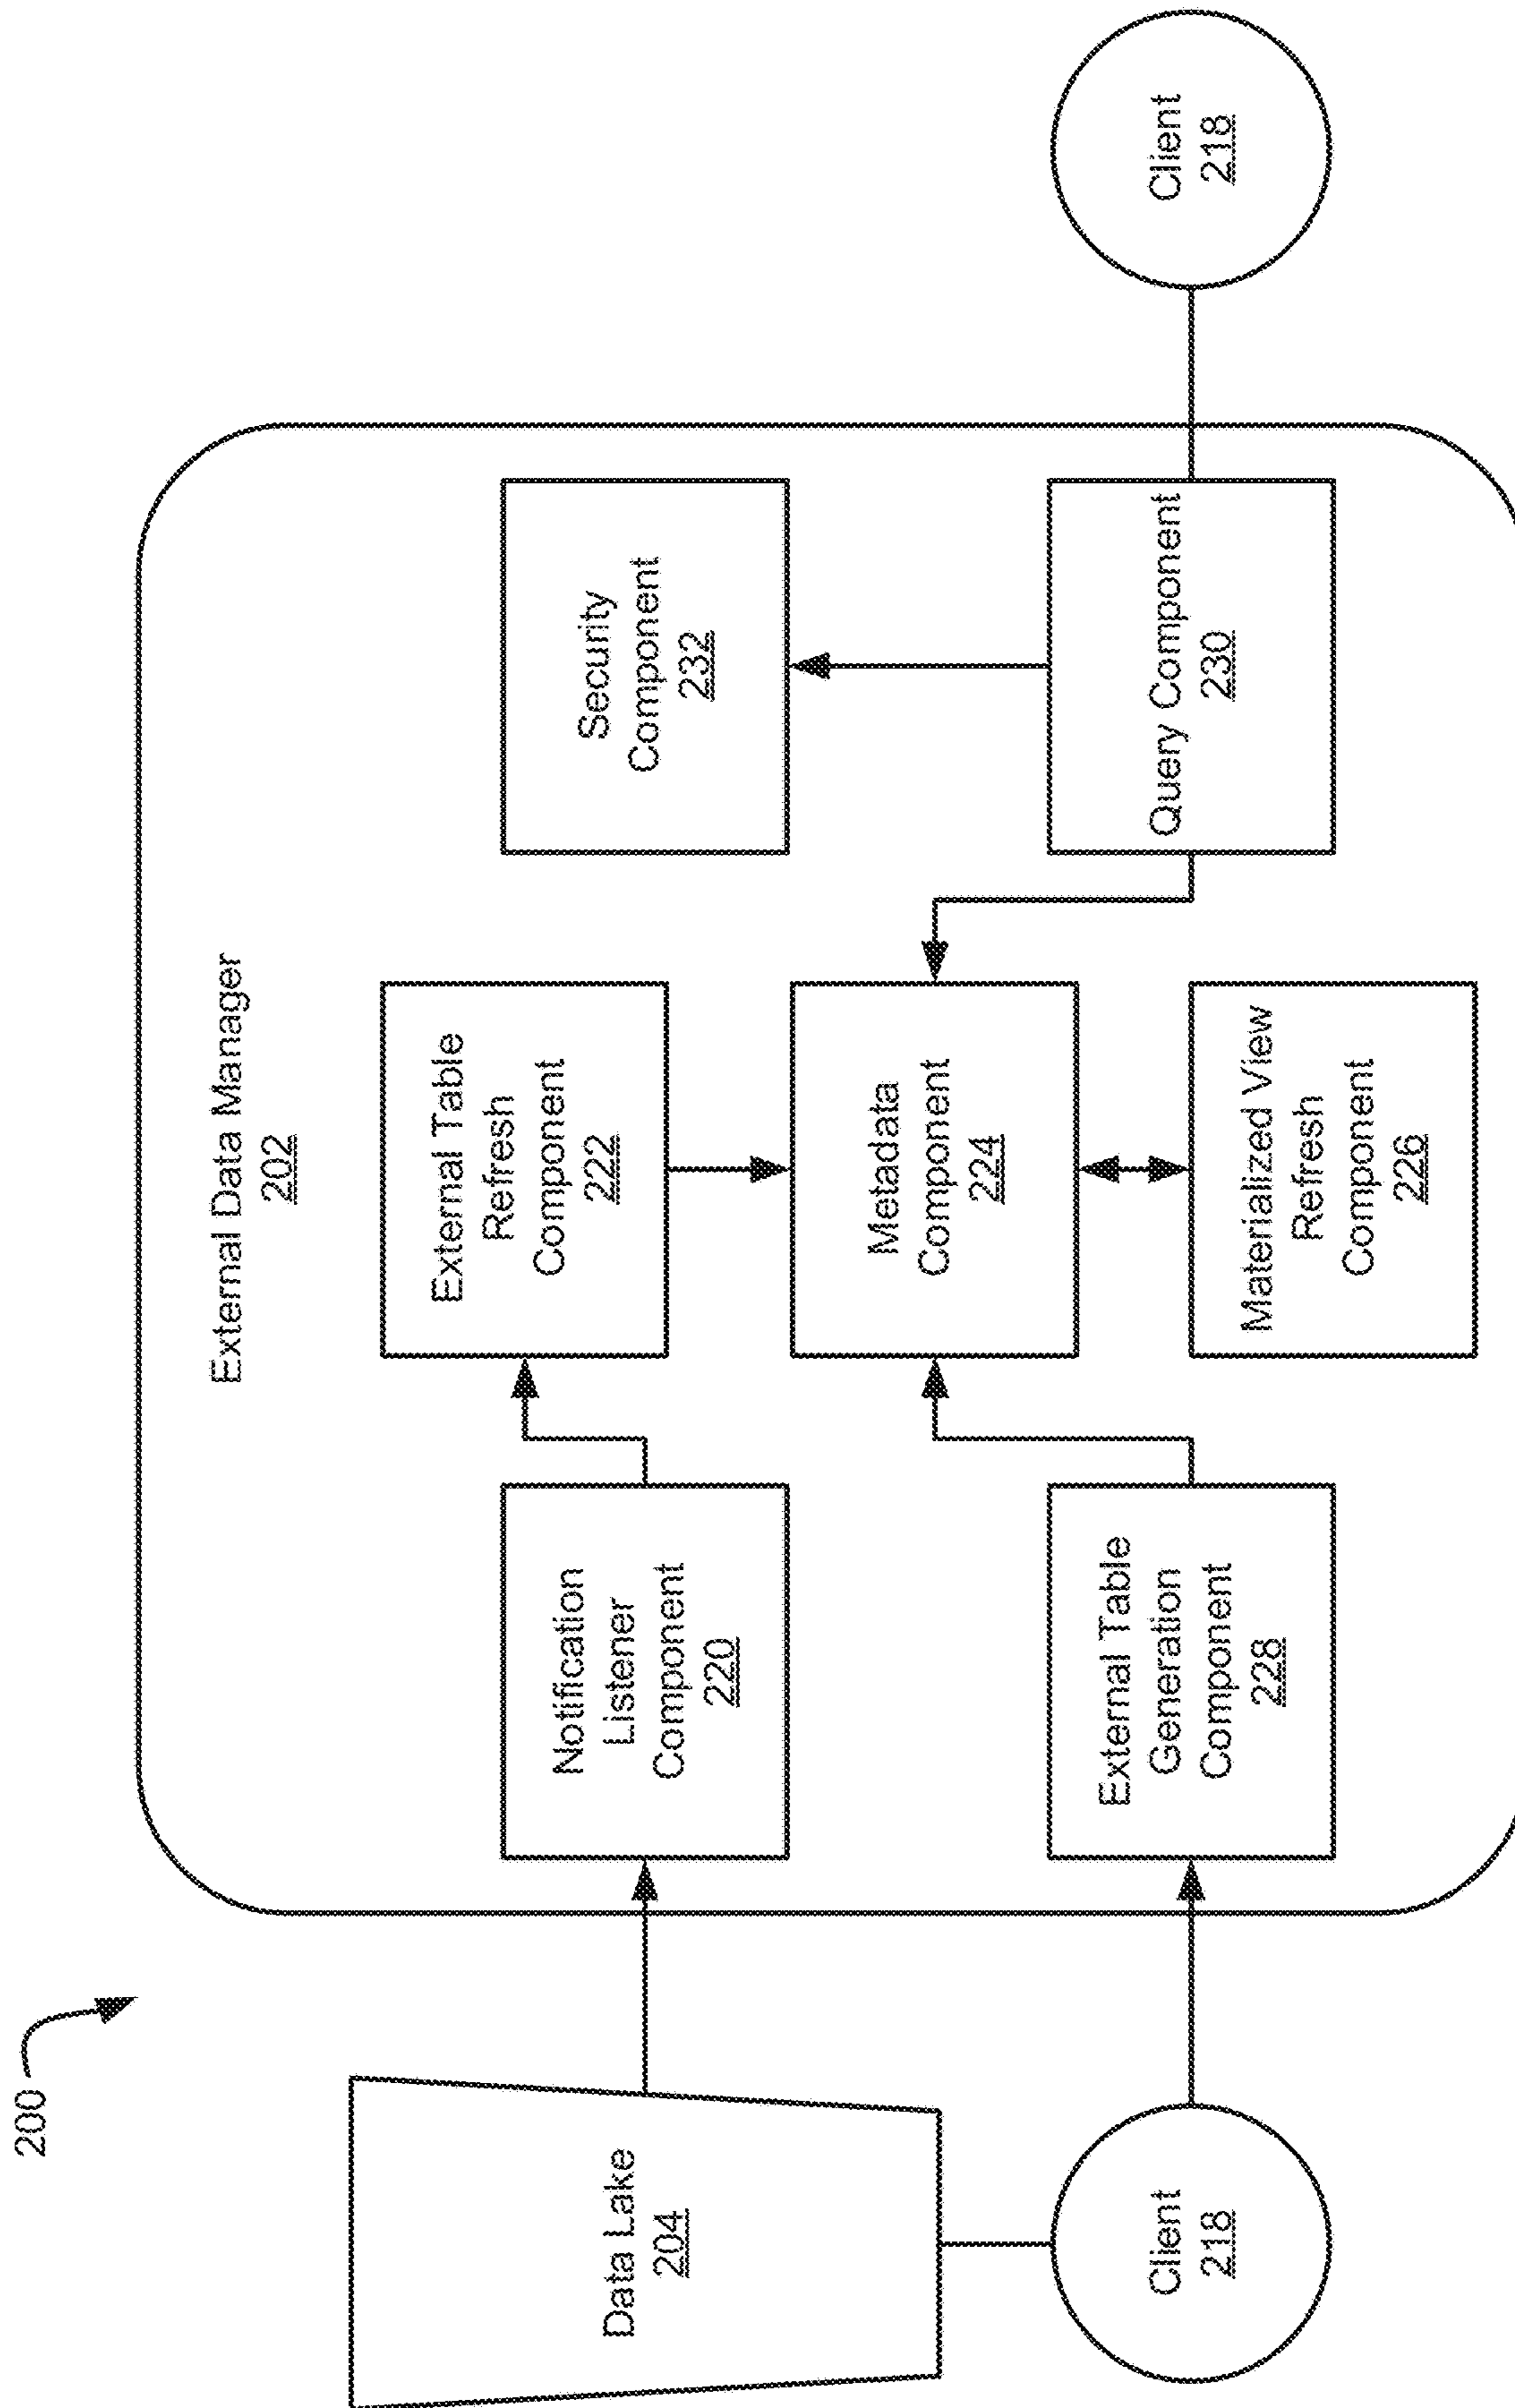 200
External Data Manager
202
Data Lake
204
Client
218
Notification
Listener
Component
220
External Table
Generation
Component
228
External Table
Refresh
Component
222
Metadata
Component
224
Materialized View
Refresh
Component
226
Security
Component
232
Query Component
230
Client
218